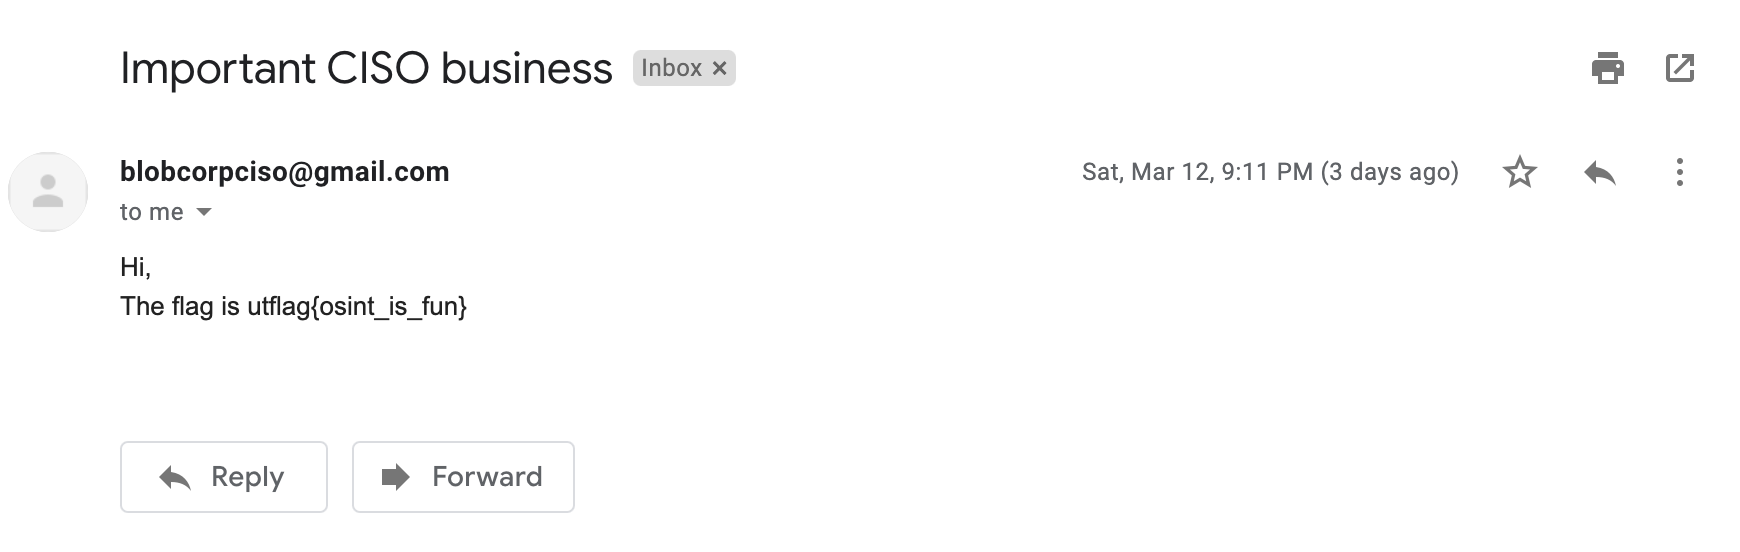 Important CISO business Inbox ×
blobcorpciso@gmail.com Sat, Mar 12, 9:11 PM (3 days ago)
to me
Hi,
The flag is utflag{osint_is_fun}
Reply Forward